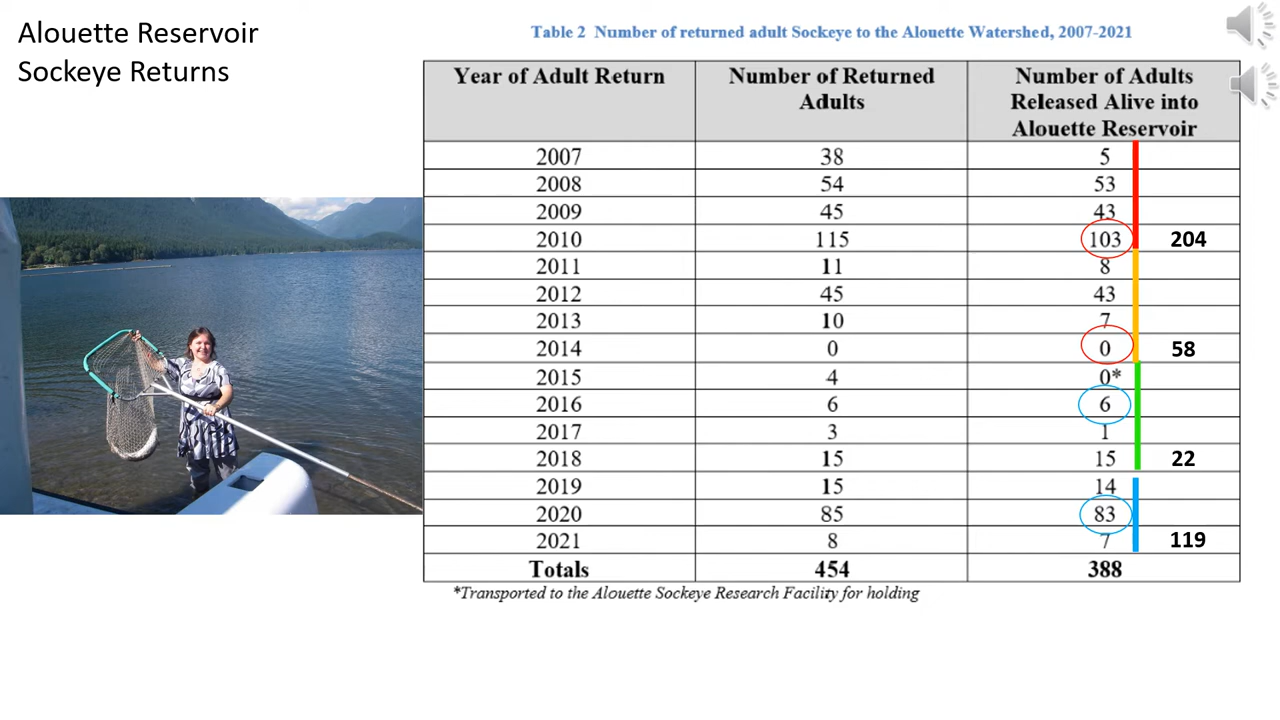 Alouette Reservoir
Sockeye Returns
Table 2 Number of returned adult Sockeye to the Alouette Watershed, 2007-2021
Year of Adult Return Number of Returned Adults Number of Adults Released Alive into Alouette Reservoir
2007 38 5
2008 54 53
2009 45 43
2010 115 103 204
2011 11 8
2012 45 43
2013 10 7
2014 0 0 58
2015 4 0*
2016 6 6
2017 3 1
2018 15 15 22
2019 15 14
2020 85 83
2021 8 7 119
Totals 454 388
*Transported to the Alouette Sockeye Research Facility for holding